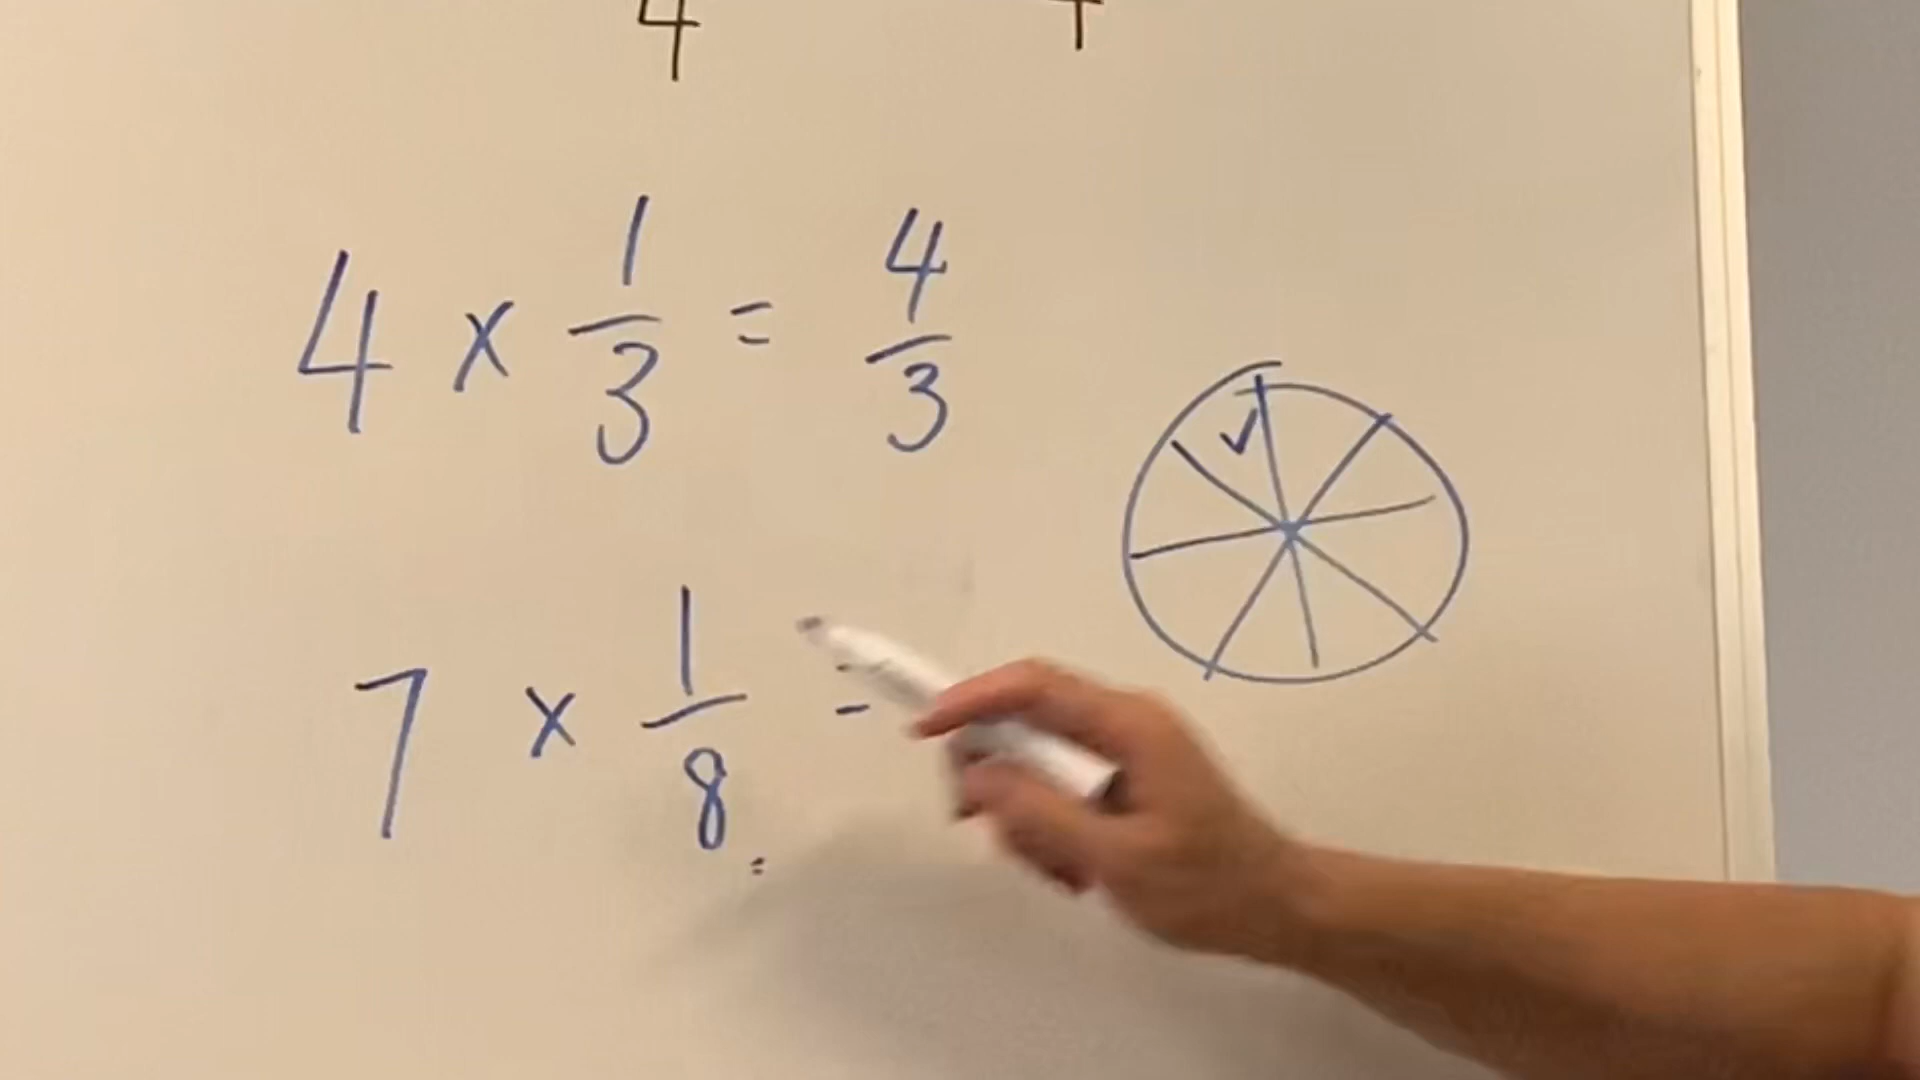 4
4 × 1/3 = 4/3
7 × 1/8 =